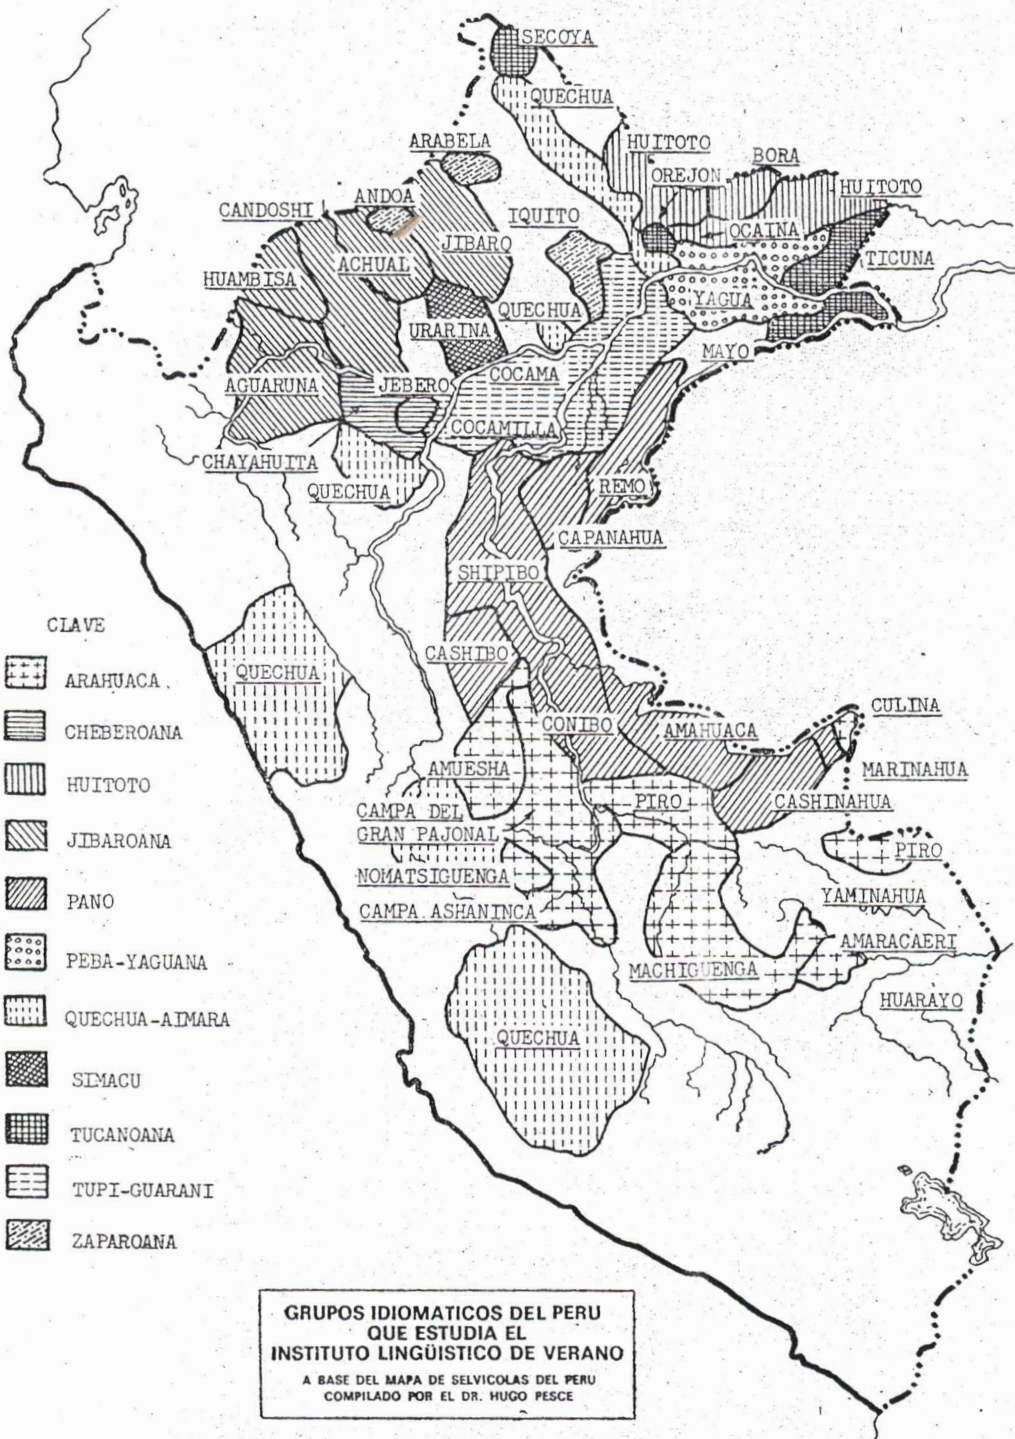 SECOYA
QUECHUA
ARABELA
HUITOTO
BORA
OREJON
HUITOTO
ANDOA
CANDOSHI
IQUITO
OCAINA
JIBARO
ACHUAL
TICUNA
HUAMBISA
YAGUA
QUECHUA
URARINA
MAYO
COCAMA
AGUARUNA
JEBERO
COCAMILLA
CHAYAHUITA
QUECHUA
REMO
CAPANAHUA
SHIPIBO
CASHIBO
QUECHUA
CULINA
CONIBO
AMAHUACA
AMUESHA
MARINAHUA
PIRO
CASHINAHUA
CAMPA DEL
GRAN PAJONAL
PIRO
NOMATSIGUENGA
YAMINAHUA
CAMPA ASHANINCA
AMARACAERI
MACHIGUENGA
HUARAYO
QUECHUA
CLAVE
ARAHUACA
CHEBEROANA
HUITOTO
JIBAROANA
PANO
PEBA-YAGUANA
QUECHUA-AIMARA
SIMACU
TUCANOANA
TUPI-GUARANI
ZAPAROANA
GRUPOS IDIOMATICOS DEL PERU
QUE ESTUDIA EL
INSTITUTO LINGÜISTICO DE VERANO
A BASE DEL MAPA DE SELVICOLAS DEL PERU
COMPILADO POR EL DR. HUGO PESCE